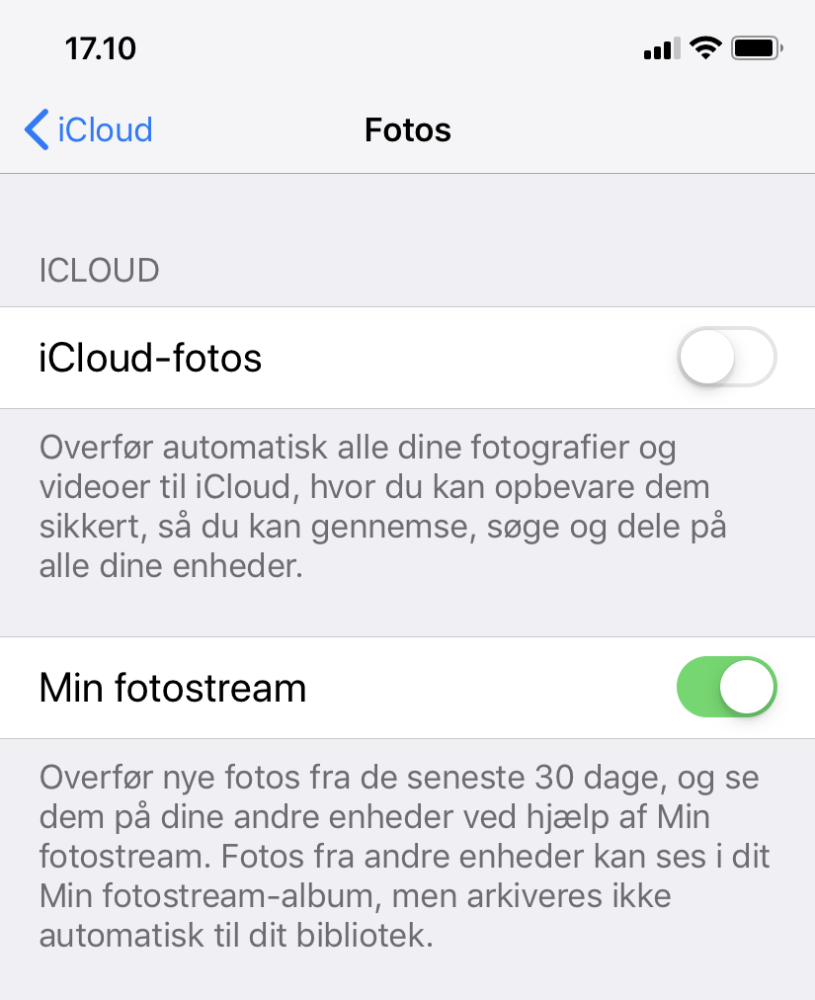 17.10
iCloud
Fotos
ICLOUD
iCloud-fotos
Overfør automatisk alle dine fotografier og
videoer til iCloud, hvor du kan opbevare dem
sikkert, så du kan gennemse, søge og dele på
alle dine enheder.
Min fotostream
Overfør nye fotos fra de seneste 30 dage, og se
dem på dine andre enheder ved hjælp af Min
fotostream. Fotos fra andre enheder kan ses i dit
Min fotostream-album, men arkiveres ikke
automatisk til dit bibliotek.